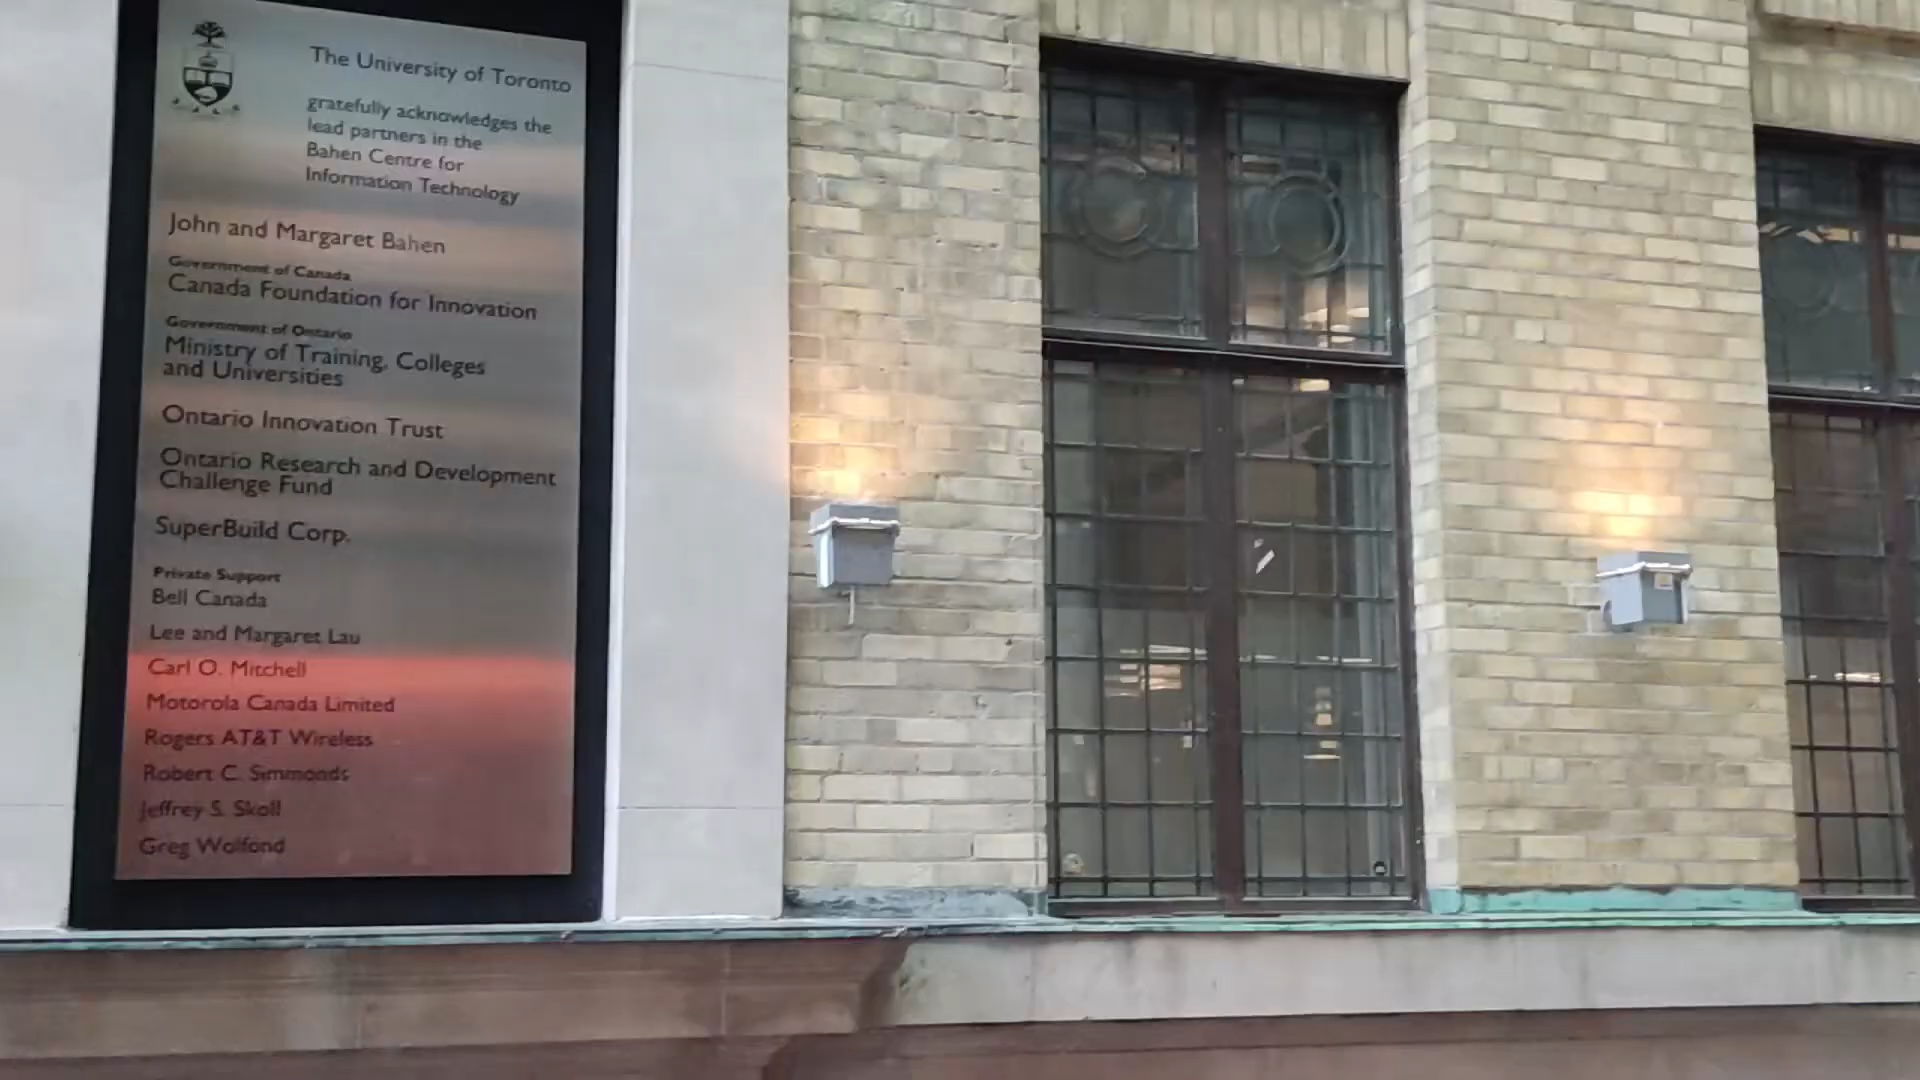 The University of Toronto
gratefully acknowledges the
lead partners in the
Bahen Centre for
Information Technology
John and Margaret Bahen
Government of Canada
Canada Foundation for Innovation
Government of Ontario
Ministry of Training, Colleges
and Universities
Ontario Innovation Trust
Ontario Research and Development
Challenge Fund
SuperBuild Corp.
Private Support
Bell Canada
Lee and Margaret Lau
Carl O. Mitchell
Motorola Canada Limited
Rogers AT&T Wireless
Robert C. Simmonds
Jeffrey S. Skoll
Greg Wolfond